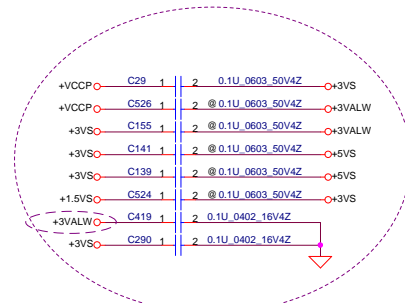 +VCCP C29 1 2 0.1U_0603_50V4Z +3VS
+VCCP C526 1 2 @ 0.1U_0603_50V4Z +3VALW
+3VS C155 1 2 @ 0.1U_0603_50V4Z +3VALW
+3VS C141 1 2 @ 0.1U_0603_50V4Z +5VS
+3VS C139 1 2 @ 0.1U_0603_50V4Z +5VS
+1.5VS C524 1 2 @ 0.1U_0603_50V4Z +3VS
+3VALW C419 1 2 0.1U_0402_16V4Z
+3VS C290 1 2 0.1U_0402_16V4Z